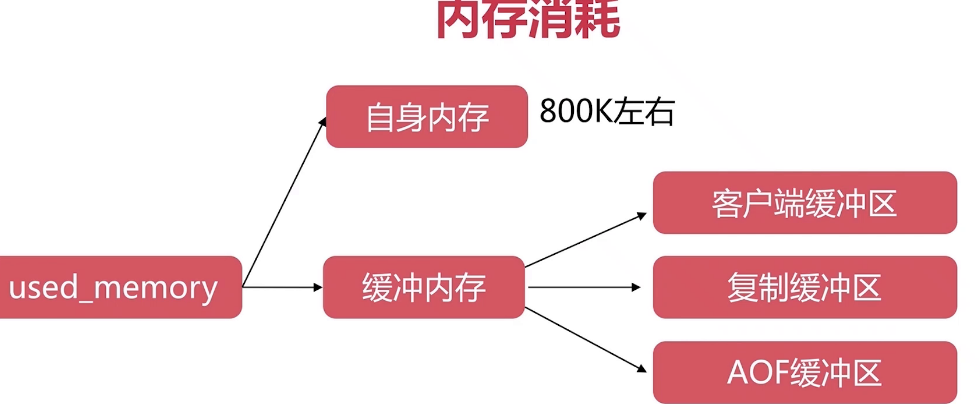 内存消耗
自身内存
800K左右
used_memory
缓冲内存
客户端缓冲区
复制缓冲区
AOF缓冲区